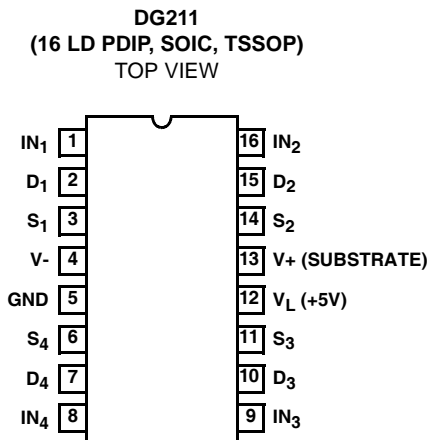 DG211
(16 LD PDIP, SOIC, TSSOP)
TOP VIEW
IN1 1 16 IN2
D1 2 15 D2
S1 3 14 S2
V- 4 13 V+ (SUBSTRATE)
GND 5 12 VL (+5V)
S4 6 11 S3
D4 7 10 D3
IN4 8 9 IN3